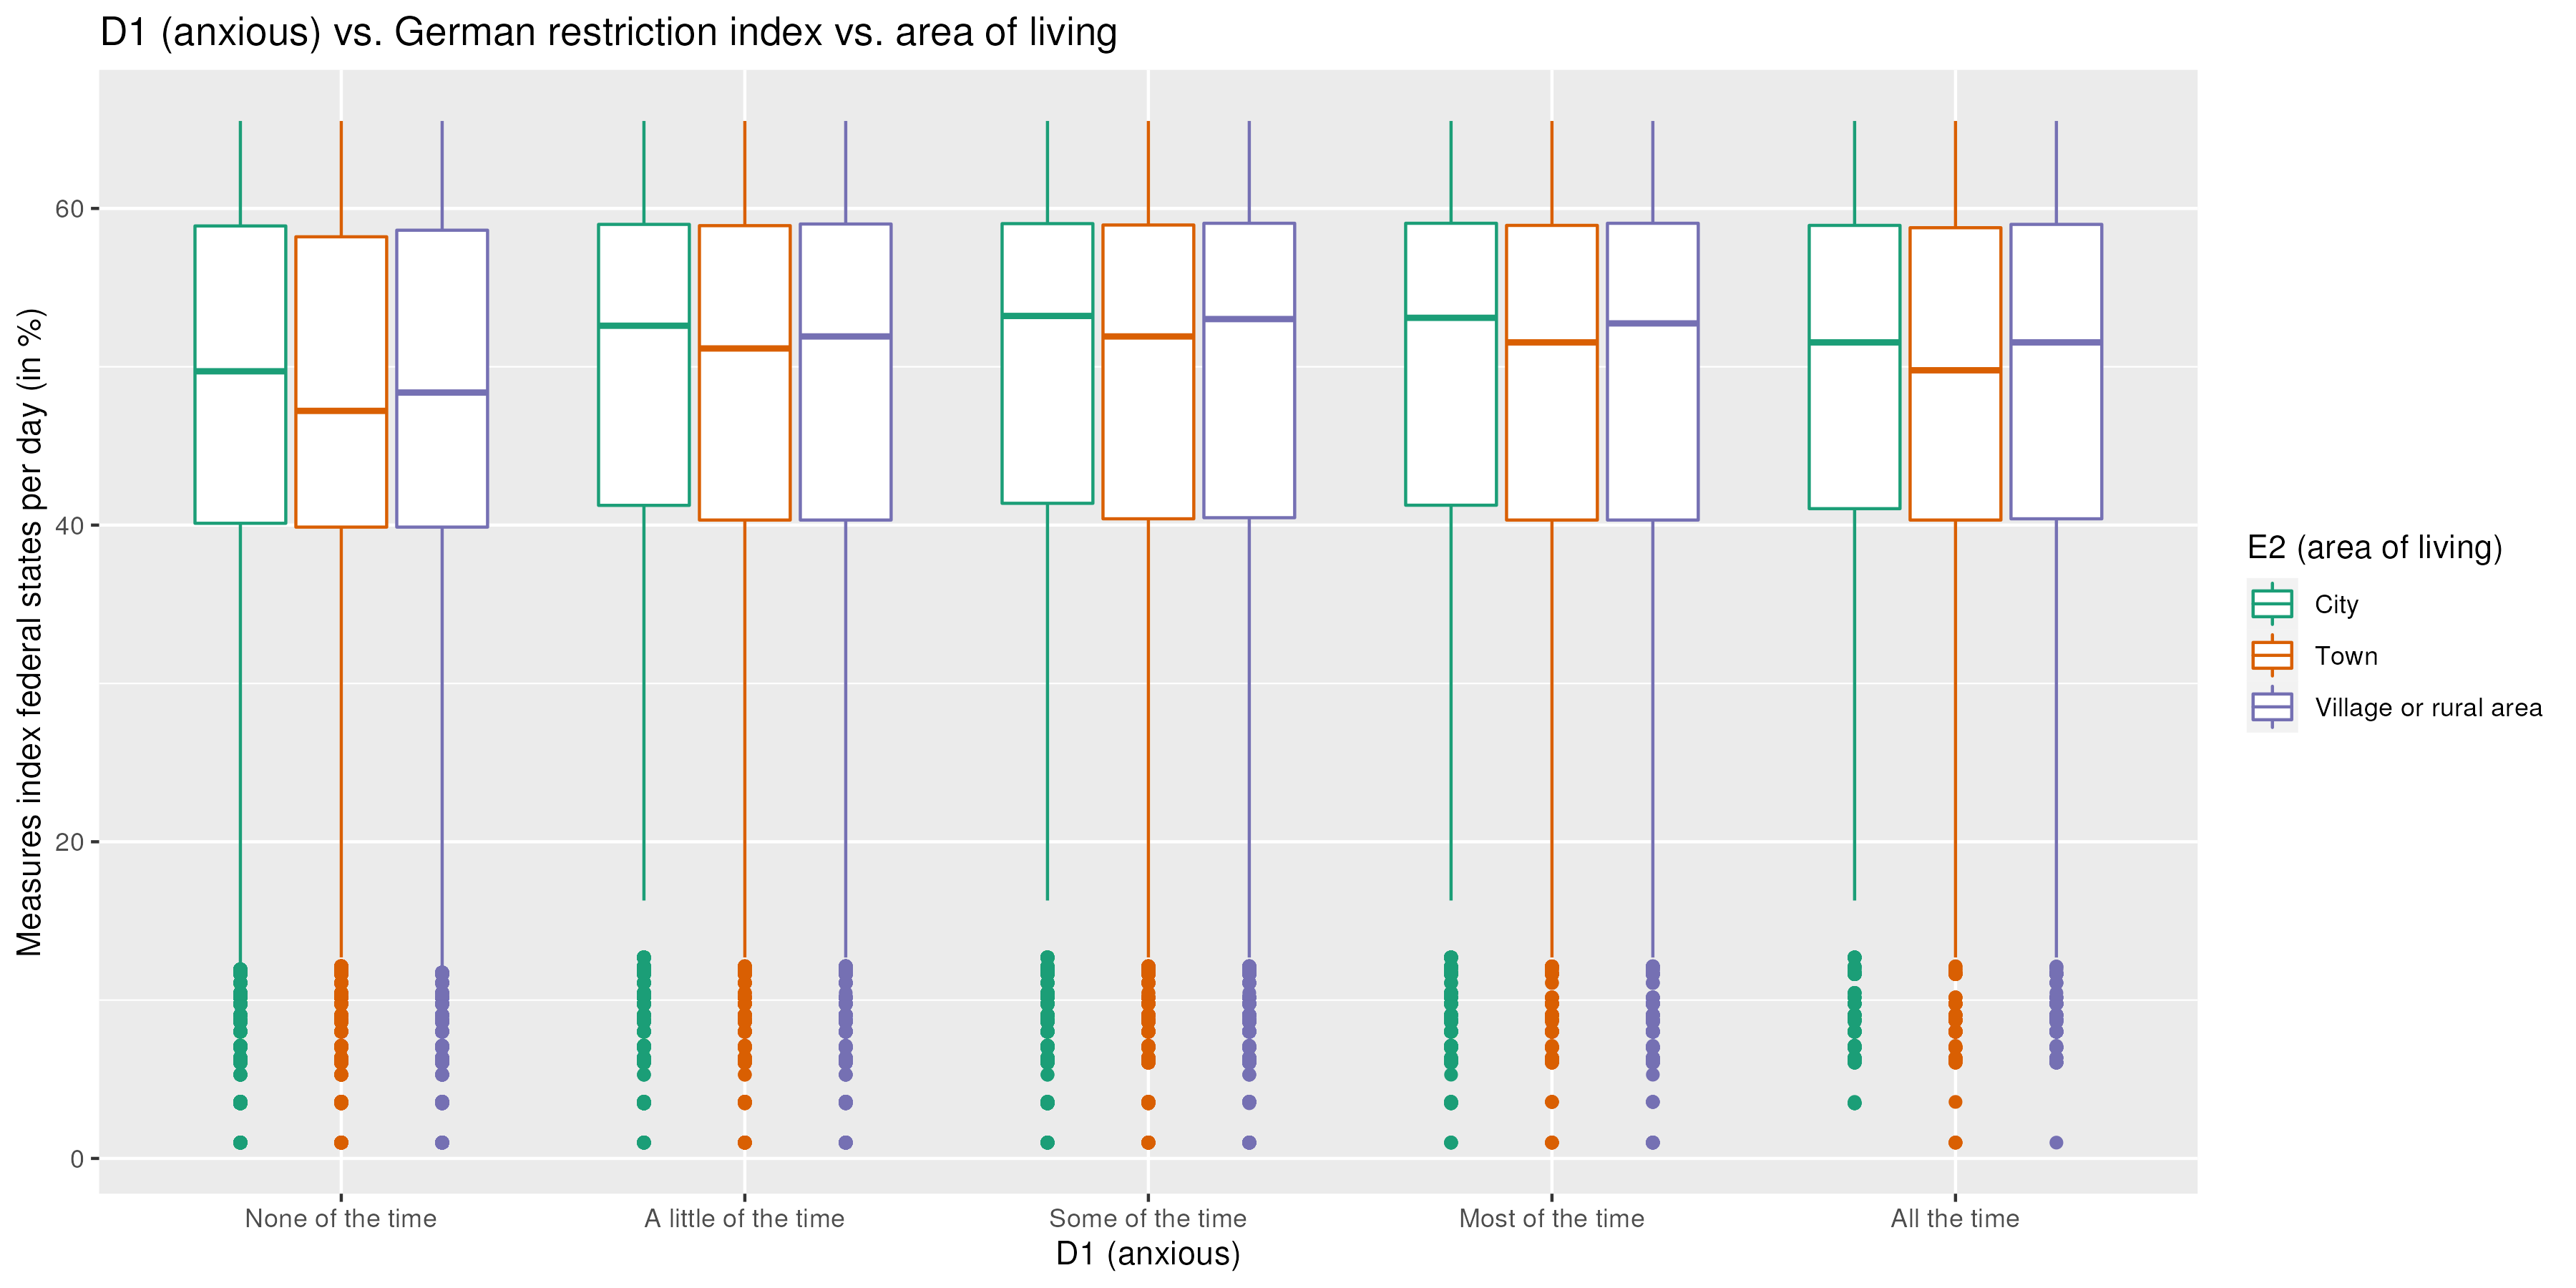 D1 (anxious) vs. German restriction index vs. area of living
Measures index federal states per day (in %)
60
40
20
0
None of the time
A little of the time
Some of the time
Most of the time
All the time
D1 (anxious)
E2 (area of living)
City
Town
Village or rural area